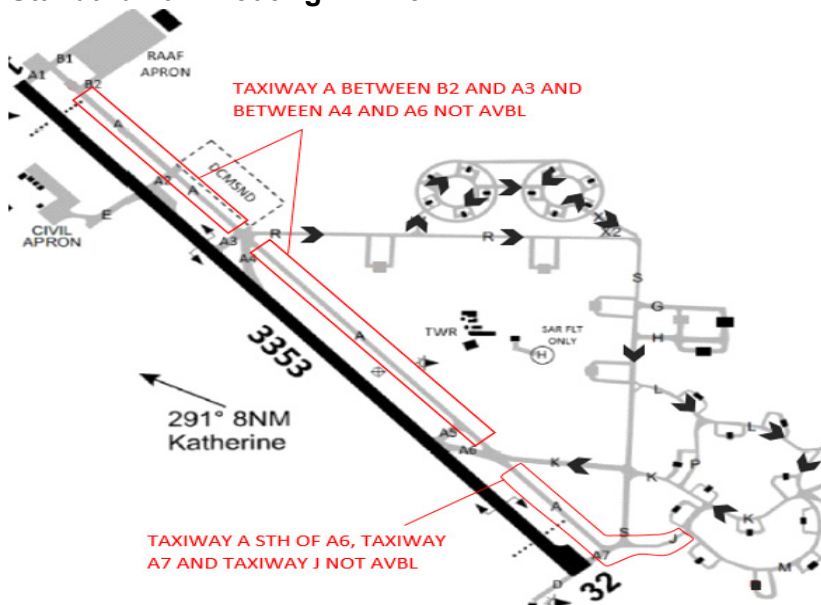 RAAF
APRON
B1
A1
B2
TAXIWAY A BETWEEN B2 AND A3 AND
BETWEEN A4 AND A6 NOT AVBL
A
DCMSND
A2
A
E
CIVIL
APRON
A3
R
R
X2
A4
S
G
H
TWR
SAR FLT
ONLY
H
A
3353
L
L
291° 8NM
Katherine
A5
A6
K
K
P
K
A
S
J
TAXIWAY A STH OF A6, TAXIWAY
A7 AND TAXIWAY J NOT AVBL
A7
M
D
32